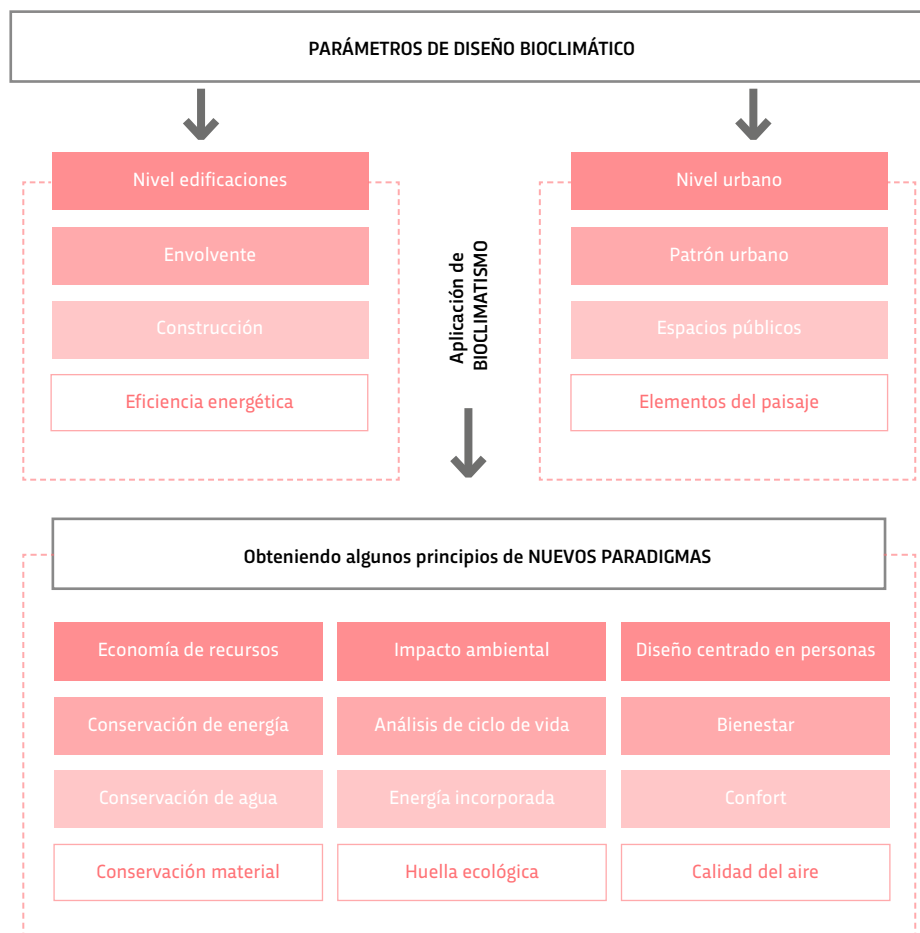 PARÁMETROS DE DISEÑO BIOCLIMÁTICO
Nivel edificaciones
Envolvente
Construcción
Eficiencia energética
Aplicación de
BIOCLIMATISMO
Nivel urbano
Patrón urbano
Espacios públicos
Elementos del paisaje
Obteniendo algunos principios de NUEVOS PARADIGMAS
Economía de recursos
Conservación de energía
Conservación de agua
Conservación material
Impacto ambiental
Análisis de ciclo de vida
Energía incorporada
Huella ecológica
Diseño centrado en personas
Bienestar
Confort
Calidad del aire